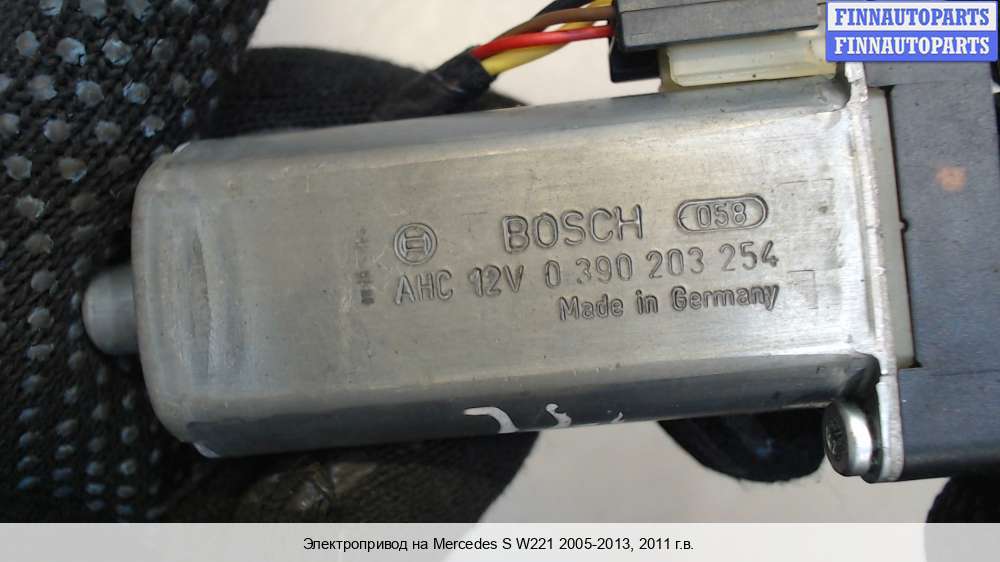 FINNAUTOPARTS
FINNAUTOPARTS
BOSCH 058
AHC 12V 0 390 203 254
Made in Germany
Электропривод на Mercedes S W221 2005-2013, 2011 г.в.